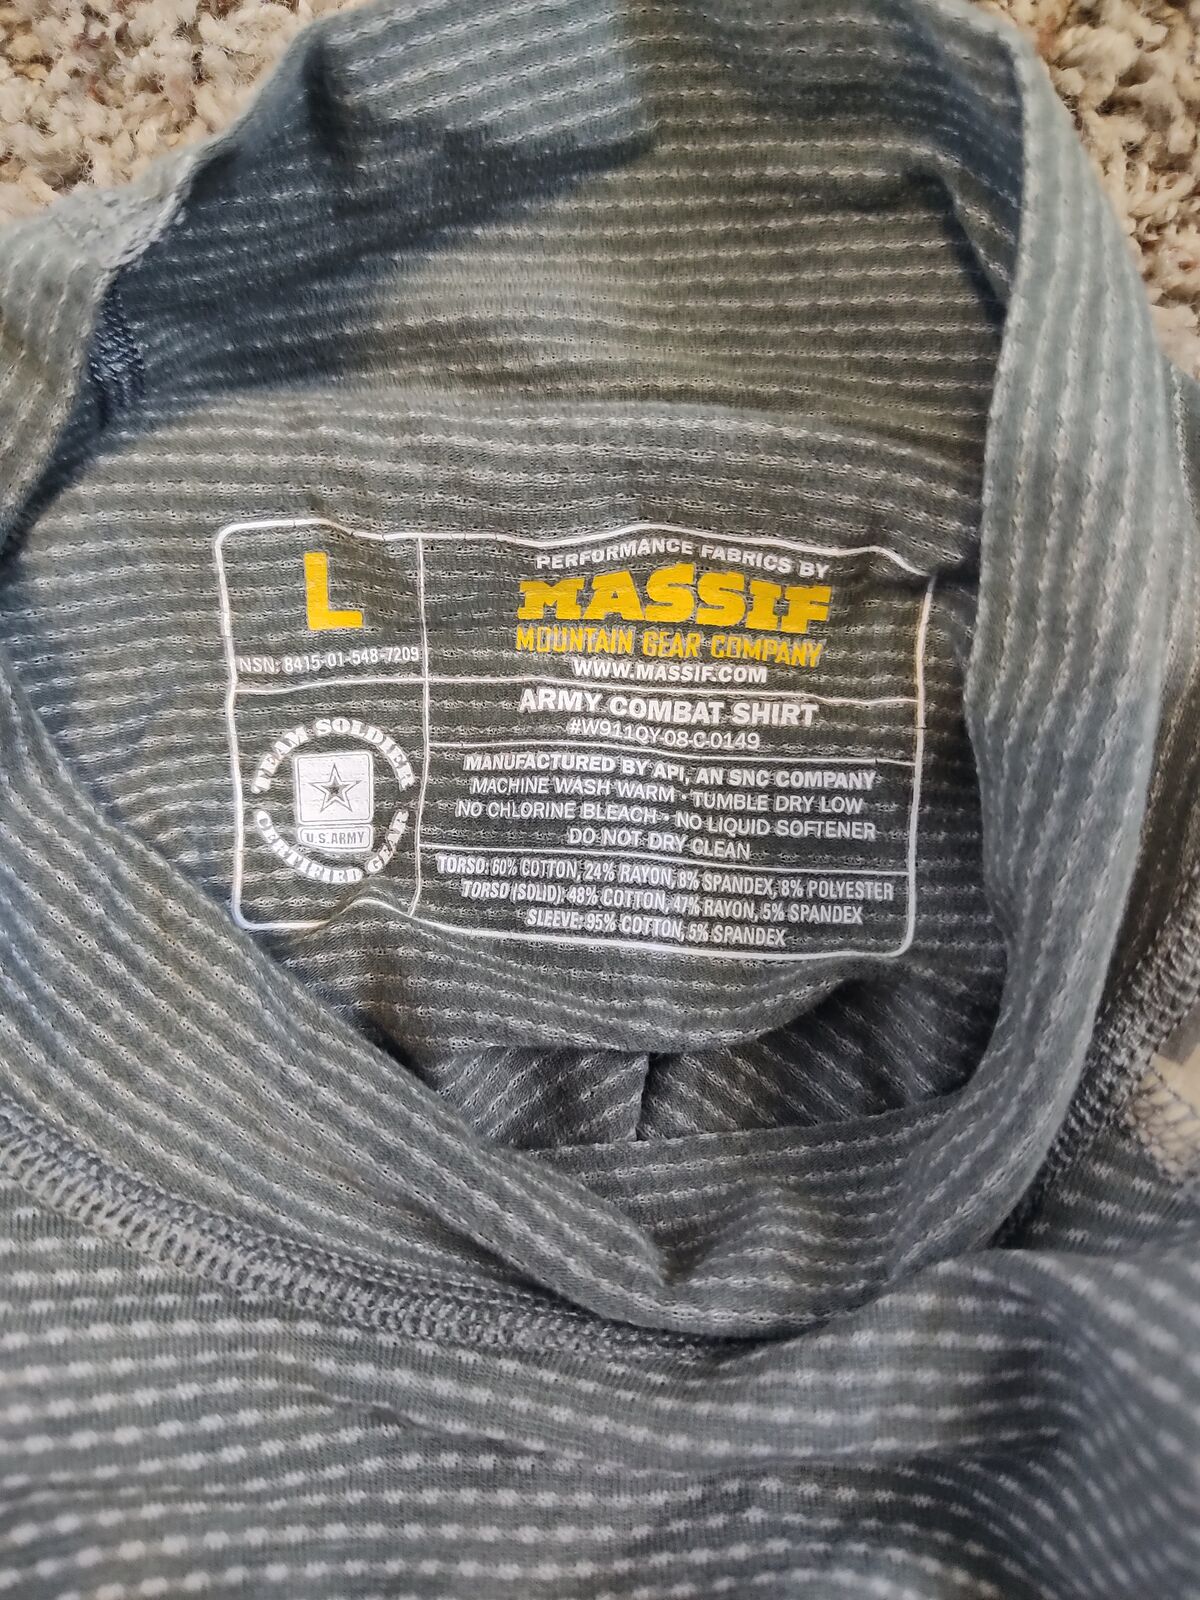 L
NSN: 8415-01-548-7209
PERFORMANCE FABRICS BY
MASSIF
MOUNTAIN GEAR COMPANY
WWW.MASSIF.COM
ARMY COMBAT SHIRT
#W911QY-08-C-0149
TEAM SOLDIER
U.S. ARMY
CERTIFIED GEAR
MANUFACTURED BY API, AN SNC COMPANY
MACHINE WASH WARM • TUMBLE DRY LOW
NO CHLORINE BLEACH • NO LIQUID SOFTENER
DO NOT DRY CLEAN
TORSO: 60% COTTON, 24% RAYON, 8% SPANDEX, 8% POLYESTER
TORSO (SOLID): 48% COTTON, 47% RAYON, 5% SPANDEX
SLEEVE: 95% COTTON, 5% SPANDEX